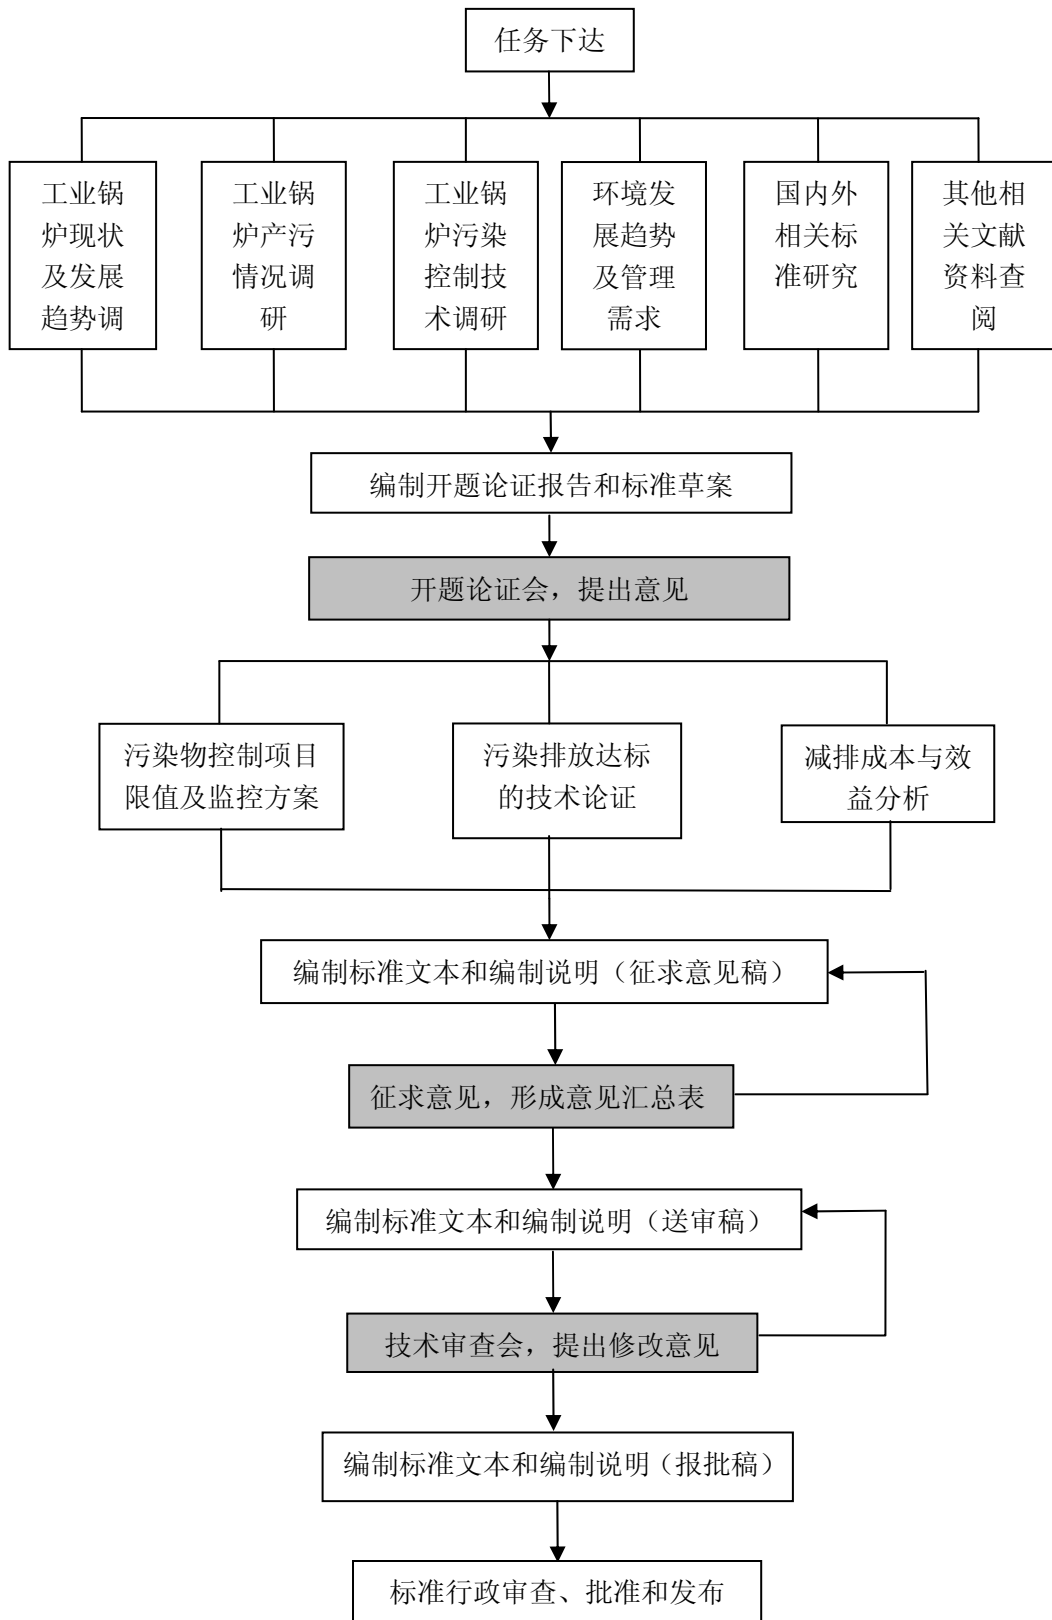 任务下达
工业锅
炉现状
及发展
趋势调
工业锅
炉产污
情况调
研
工业锅
炉污染
控制技
术调研
环境发
展趋势
及管理
需求
国内外
相关标
准研究
其他相
关文献
资料查
阅
编制开题论证报告和标准草案
开题论证会，提出意见
污染物控制项目
限值及监控方案
污染排放达标
的技术论证
减排成本与效
益分析
编制标准文本和编制说明（征求意见稿）
征求意见，形成意见汇总表
编制标准文本和编制说明（送审稿）
技术审查会，提出修改意见
编制标准文本和编制说明（报批稿）
标准行政审查、批准和发布